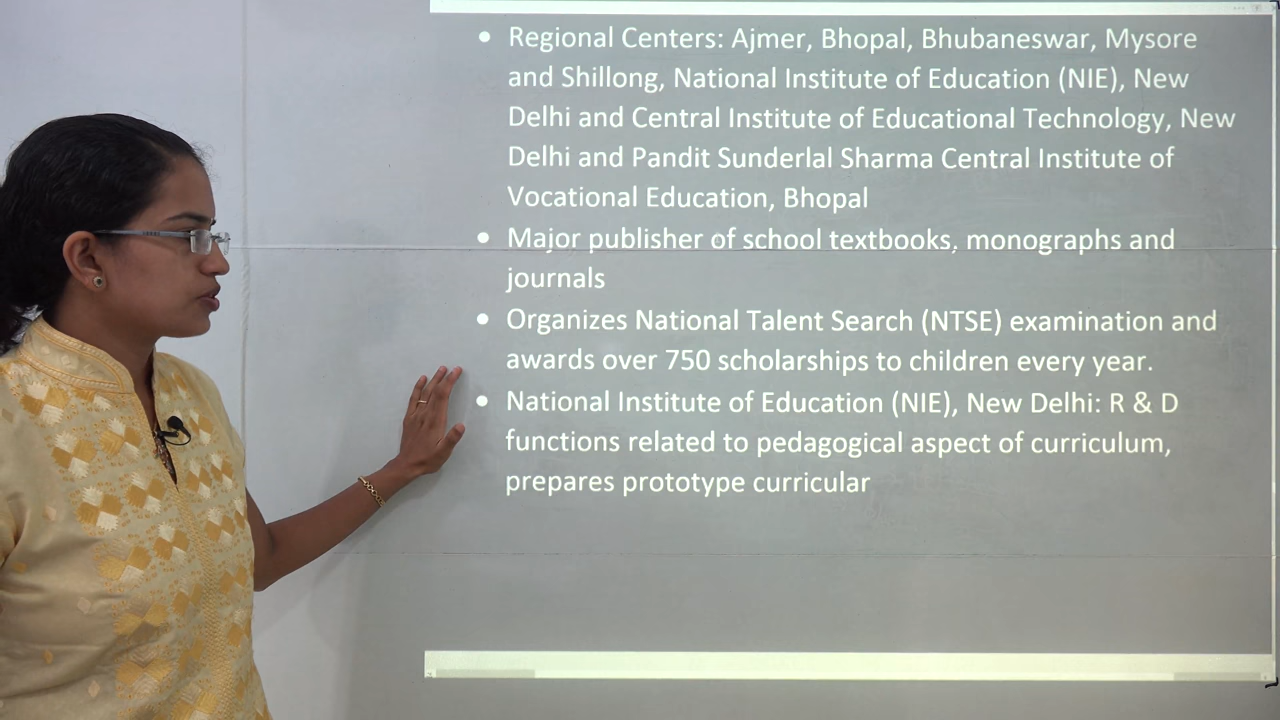 • Regional Centers: Ajmer, Bhopal, Bhubaneswar, Mysore
and Shillong, National Institute of Education (NIE), New
Delhi and Central Institute of Educational Technology, New
Delhi and Pandit Sunderlal Sharma Central Institute of
Vocational Education, Bhopal
• Major publisher of school textbooks, monographs and
journals
• Organizes National Talent Search (NTSE) examination and
awards over 750 scholarships to children every year.
• National Institute of Education (NIE), New Delhi: R & D
functions related to pedagogical aspect of curriculum,
prepares prototype curricular